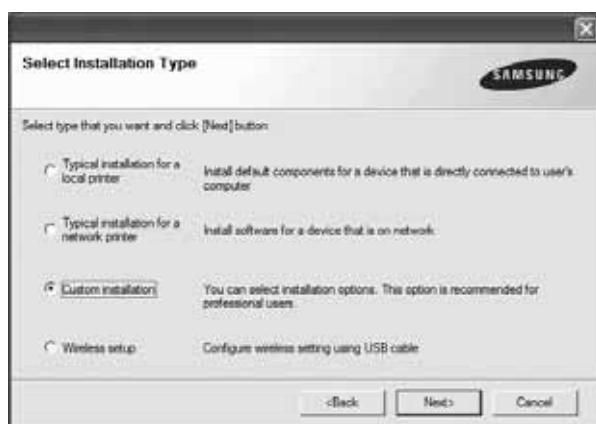 Select Installation Type
SAMSUNG
Select type that you want and click [Next] button
Typical installation for a
local printer
Install default components for a device that is directly connected to user's
computer
Typical installation for a
network printer
Install software for a device that is on network
Custom installation
You can select installation options. This option is recommended for
professional users.
Wireless setup
Configure wireless setting using USB cable
<Back
Next>
Cancel